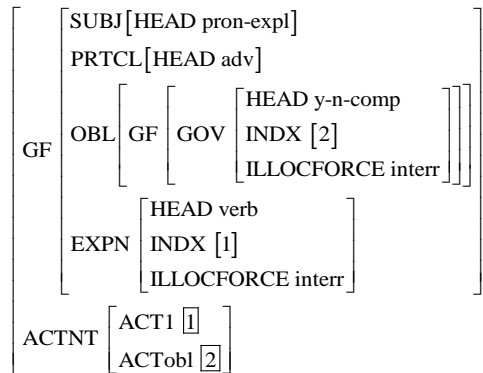 SUBJ[HEAD pron-expl]
PRTCL[HEAD adv]
HEAD y-n-comp
OBL[GF[GOV[INDX [2]
ILLOCFORCE interr]]]
GF
HEAD verb
EXPN[INDX [1]
ILLOCFORCE interr]
ACT1 1
ACTNT
ACTobl 2